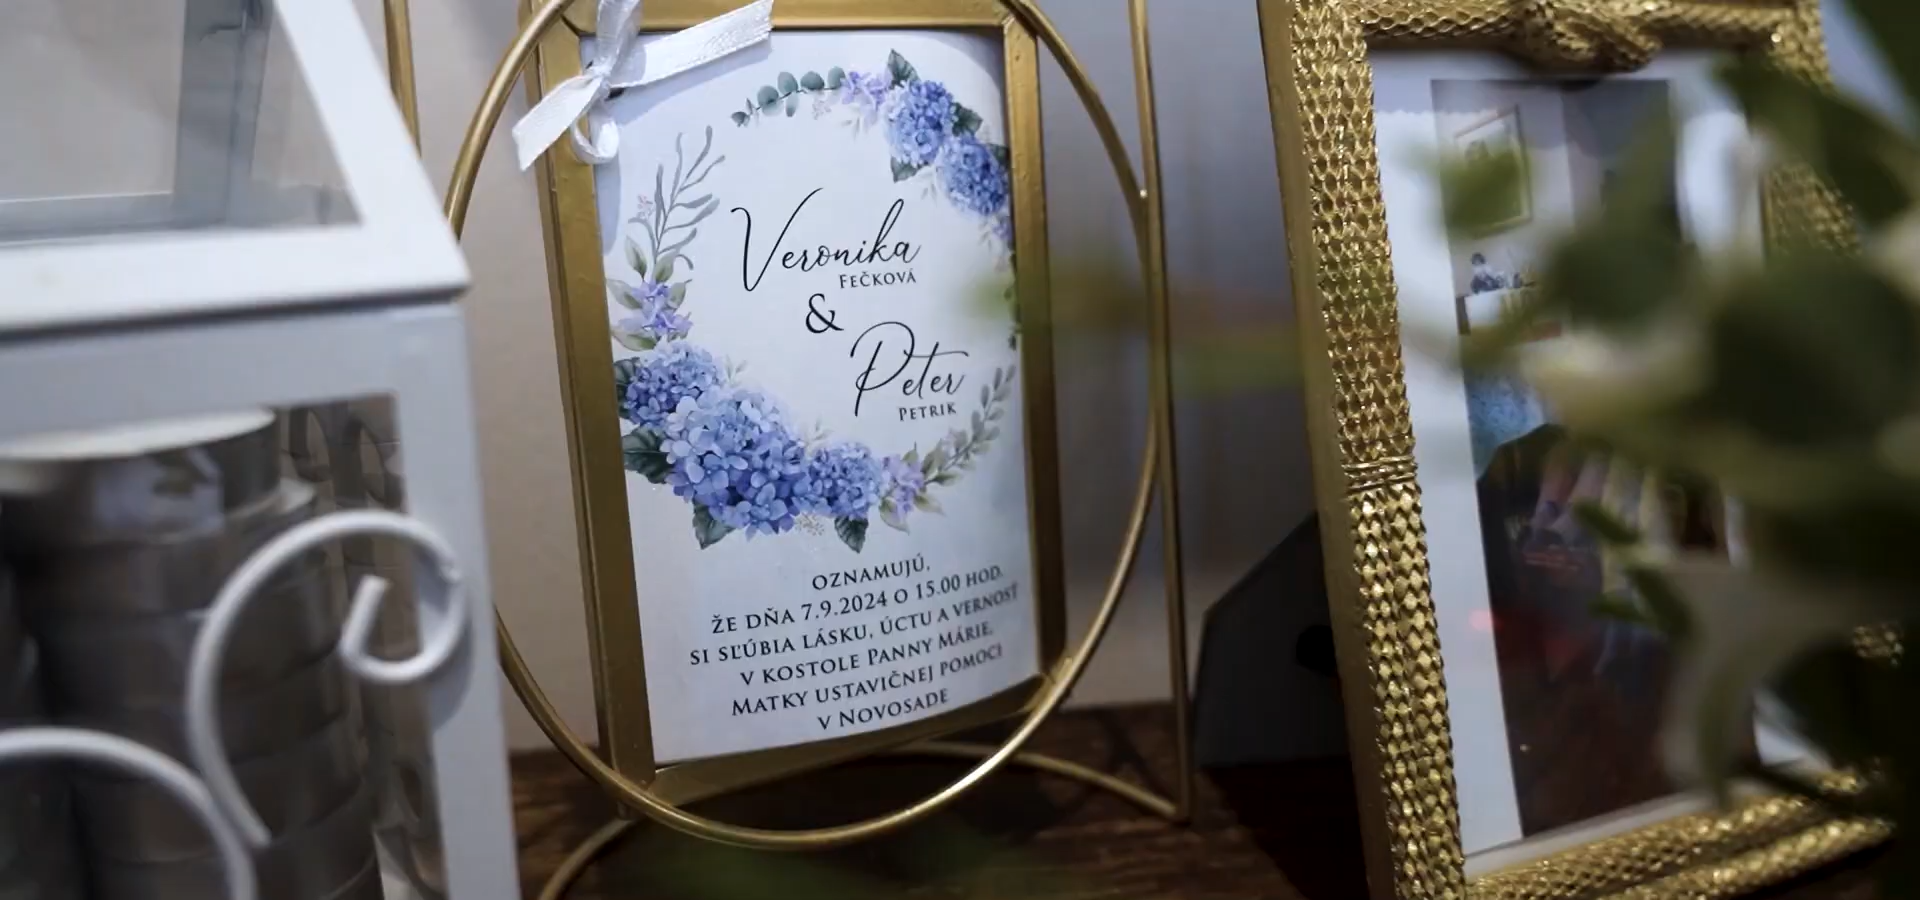 Veronika
FEČKOVÁ
&
Peter
PETRIK
OZNAMUJÚ,
ŽE DŇA 7.9.2024 O 15.00 HOD.
SI SĽÚBIA LÁSKU, ÚCTU A VERNOSŤ
V KOSTOLE PANNY MÁRIE,
MATKY USTAVIČNEJ POMOCI
V NOVOSADE